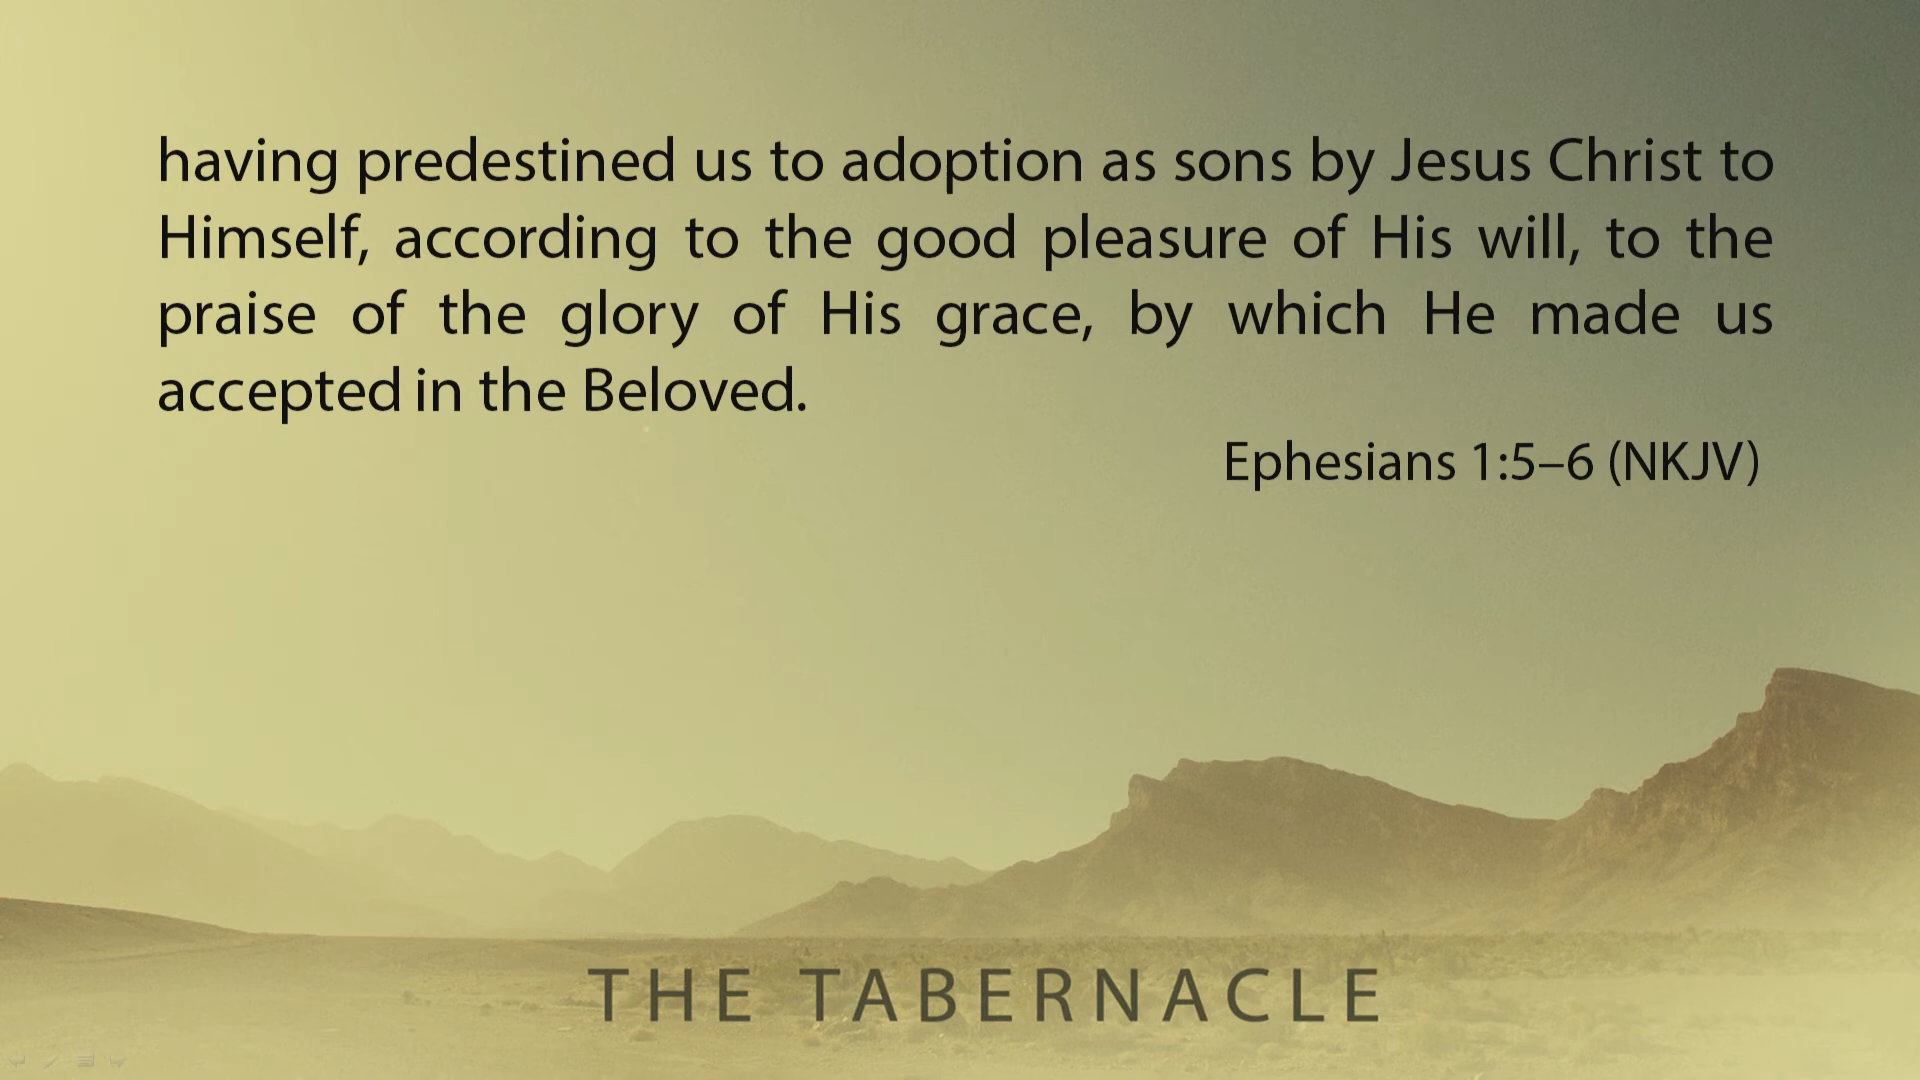 having predestined us to adoption as sons by Jesus Christ to
Himself, according to the good pleasure of His will, to the
praise of the glory of His grace, by which He made us
accepted in the Beloved.
Ephesians 1:5–6 (NKJV)
THE TABERNACLE